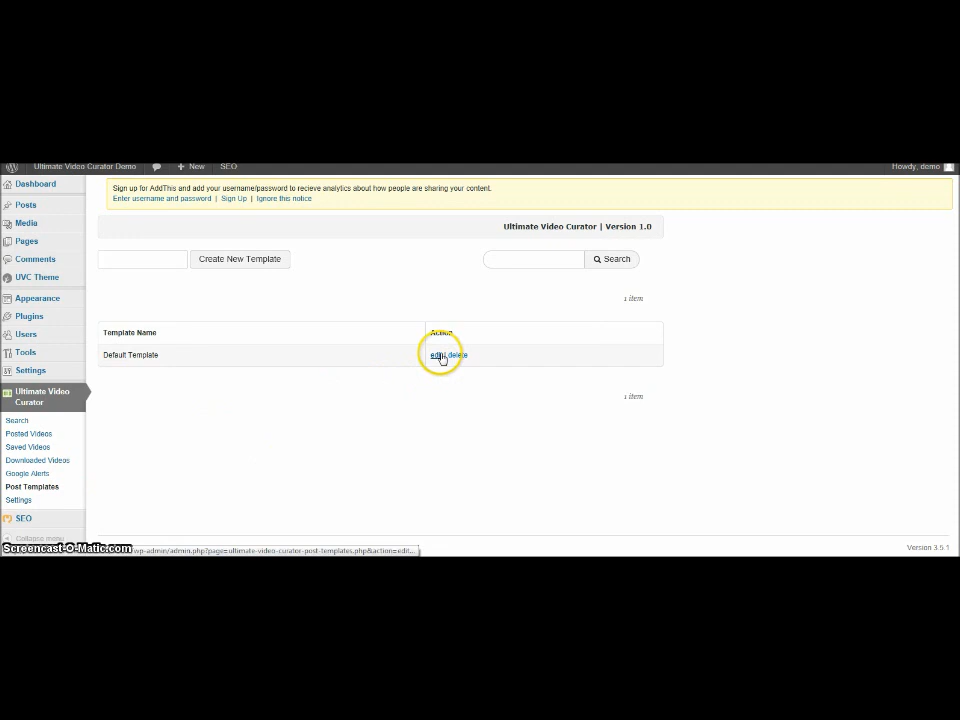 Ultimate Video Curator Demo
New
SEO
Howdy, demo
Dashboard
Posts
Media
Pages
Comments
UVC Theme
Appearance
Plugins
Users
Tools
Settings
Ultimate Video
Curator
Search
Posted Videos
Saved Videos
Downloaded Videos
Google Alerts
Post Templates
Settings
SEO
Collapse menu
Sign up for AddThis and add your username/password to recieve analytics about how people are sharing your content.
Enter username and password | Sign Up | Ignore this notice
Ultimate Video Curator | Version 1.0
Create New Template
Search
1 item
Template Name
Action
Default Template
edit delete
1 item
Screencast-O-Matic.com
wp-admin/admin.php?page=ultimate-video-curator-post-templates.php&action=edit...
Version 3.5.1